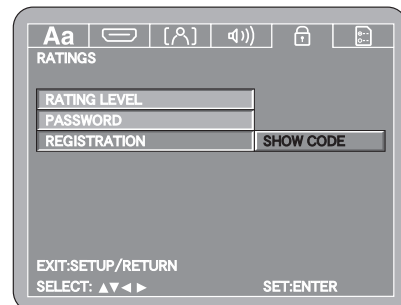 Aa
RATINGS
RATING LEVEL
PASSWORD
REGISTRATION SHOW CODE
EXIT:SETUP/RETURN
SELECT: ▲▼◄► SET:ENTER